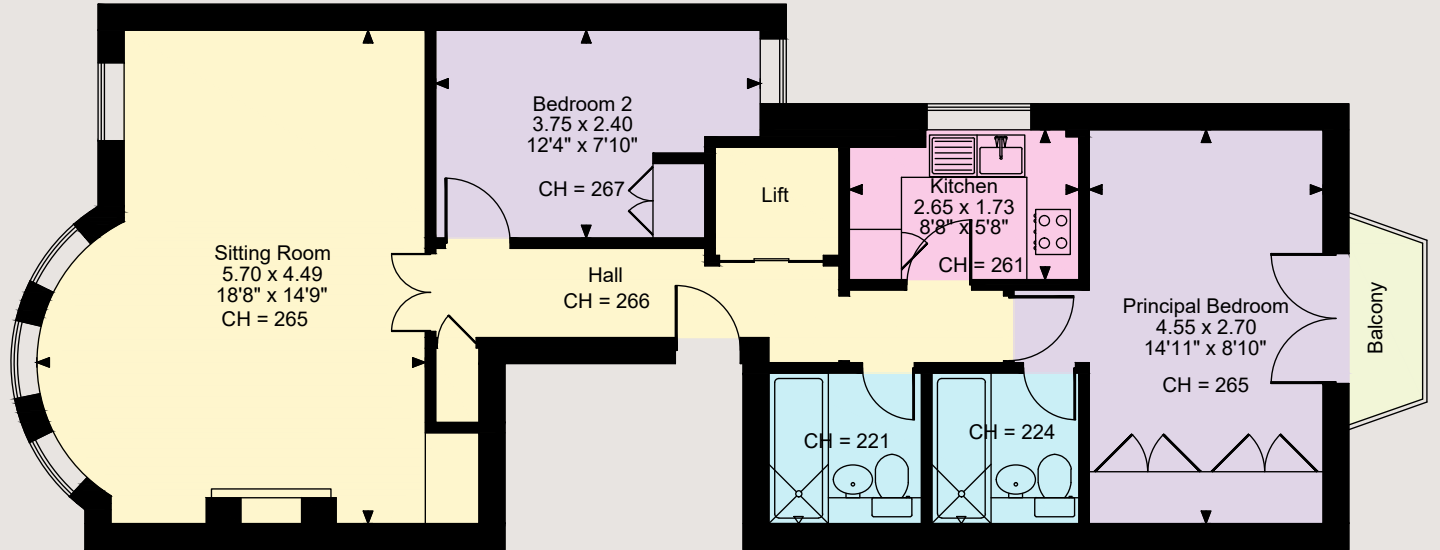 Sitting Room
5.70 x 4.49
18'8" x 14'9"
CH = 265
Bedroom 2
3.75 x 2.40
12'4" x 7'10"
CH = 267
Lift
Hall
CH = 266
Kitchen
2.65 x 1.73
8'8" x 5'8"
CH = 261
Principal Bedroom
4.55 x 2.70
14'11" x 8'10"
CH = 265
Balcony
CH = 221
CH = 224